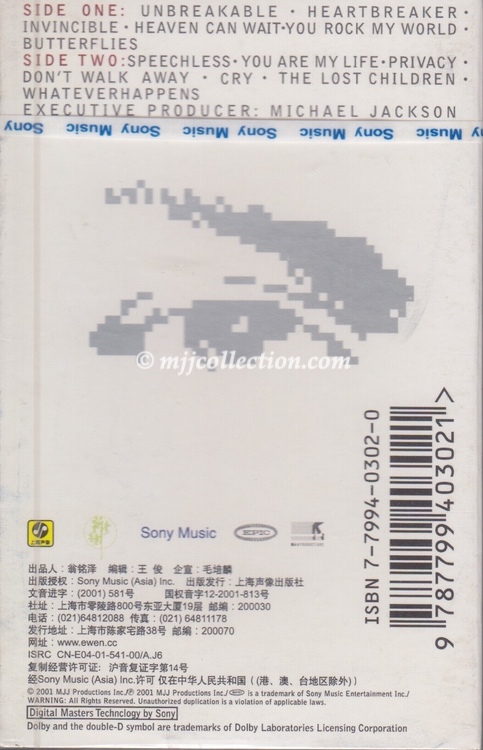 SIDE ONE: UNBREAKABLE · HEARTBREAKER ·
INVINCIBLE · HEAVEN CAN WAIT·YOU ROCK MY WORLD ·
BUTTERFLIES
SIDE TWO:SPEECHLESS·YOU ARE MY LIFE·PRIVACY·
DON'T WALK AWAY · CRY · THE LOST CHILDREN ·
WHATEVERHAPPENS
EXECUTIVE PRODUCER: MICHAEL JACKSON
Sony Music Sony Music Sony Music Sony Music
© mjjcollection.com
ISBN 7-7994-0302-0
9 787799 403021 >
上海声像
Sony Music
EPIC
出品人：翁铭泽 编辑：王 俊 企宣：毛培麟
出版授权：Sony Music (Asia) Inc. 出版发行：上海声像出版社
文音进字：(2001) 581号 国权音字12-2001-813号
社址：上海市零陵路800号东亚大厦19层 邮编：200030
电话：(021)64812088 传真：(021) 64811178
发行地址：上海市陈家宅路38号 邮编：200070
网址：www.ewen.cc
ISRC CN-E04-01-541-00/A.J6
复制经营许可证：沪音复证字第14号
经Sony Music (Asia) Inc.许可 仅在中华人民共和国（(港、澳、台地区除外)）
© 2001 MJJ Productions Inc./℗ 2001 MJJ Productions Inc./EPIC is a trademark of Sony Music Entertainment Inc./
WARNING: All Rights Reserved. Unauthorized duplication is a violation of applicable laws.
Digital Masters Technclogy by Sony
Dolby and the double-D symbol are trademarks of Dolby Laboratories Licensing Corporation